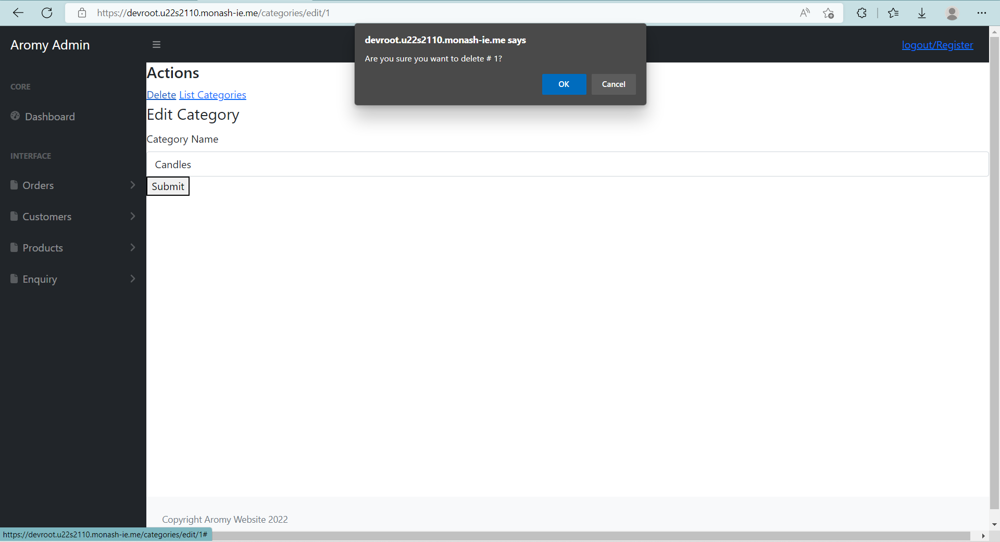 https://devroot.u22s2110.monash-ie.me/categories/edit/1
devroot.u22s2110.monash-ie.me says
Are you sure you want to delete # 1?
OK Cancel
Aromy Admin
logout/Register
CORE
Dashboard
INTERFACE
Orders
Customers
Products
Enquiry
Actions
Delete List Categories
Edit Category
Category Name
Candles
Submit
Copyright Aromy Website 2022
https://devroot.u22s2110.monash-ie.me/categories/edit/1#